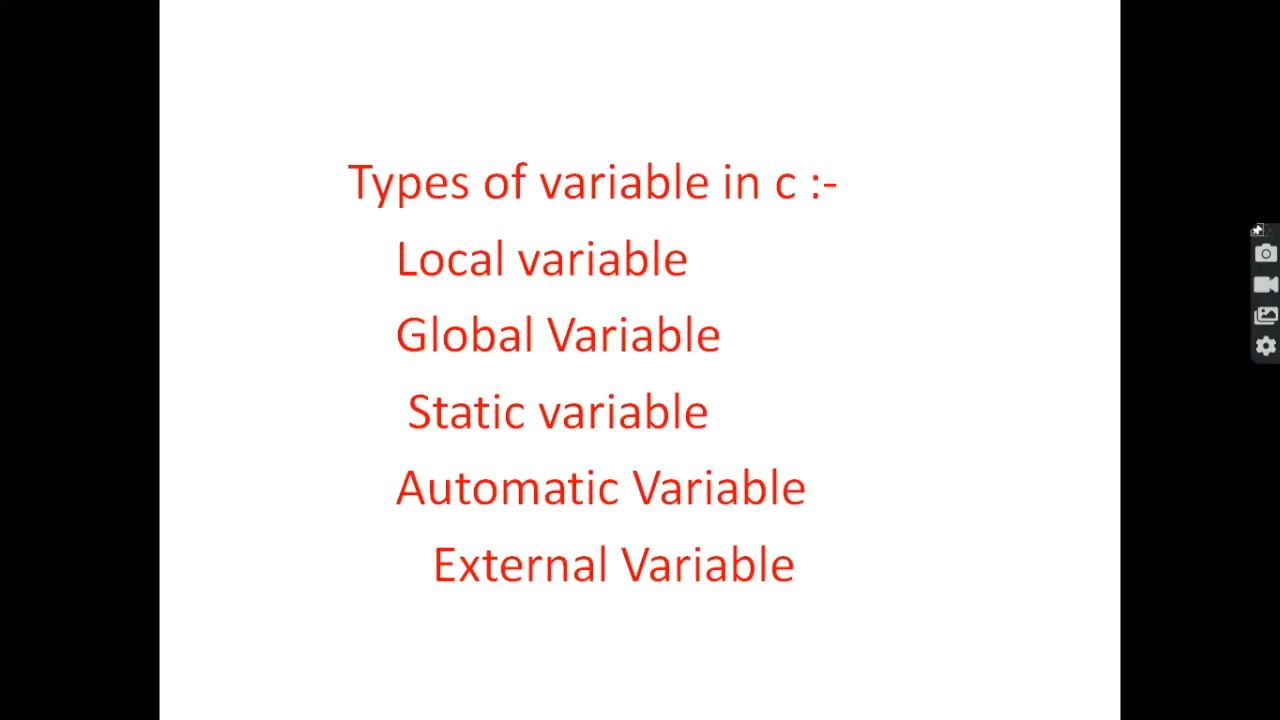 Types of variable in c :-
Local variable
Global Variable
Static variable
Automatic Variable
External Variable